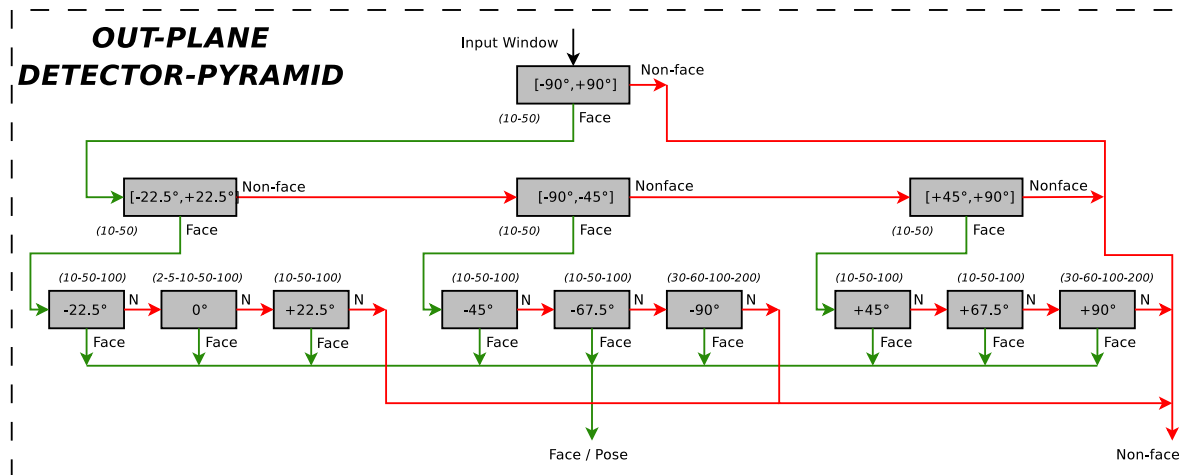 OUT-PLANE
DETECTOR-PYRAMID
Input Window
Non-face
[-90°,+90°]
(10-50)
Face
[-22.5°,+22.5°]
Non-face
[-90°,-45°]
Nonface
[+45°,+90°]
Nonface
(10-50)
Face
(10-50)
Face
(10-50)
Face
(10-50-100)
(2-5-10-50-100)
(10-50-100)
(10-50-100)
(10-50-100)
(30-60-100-200)
(10-50-100)
(10-50-100)
(30-60-100-200)
-22.5°
N
0°
N
+22.5°
N
-45°
N
-67.5°
N
-90°
N
+45°
N
+67.5°
N
+90°
N
Face
Face
Face
Face
Face
Face
Face
Face
Face
Face / Pose
Non-face